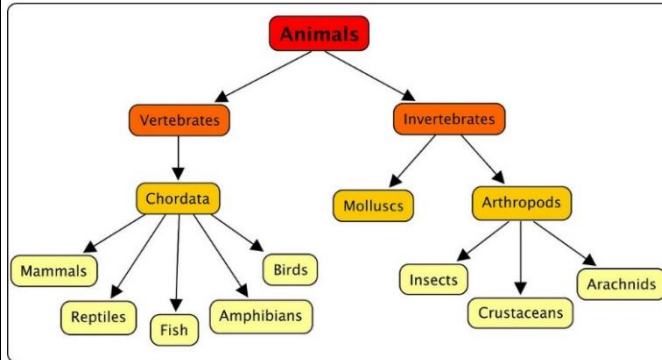 Animals
Vertebrates
Invertebrates
Chordata
Molluscs
Arthropods
Mammals
Reptiles
Fish
Amphibians
Birds
Insects
Crustaceans
Arachnids